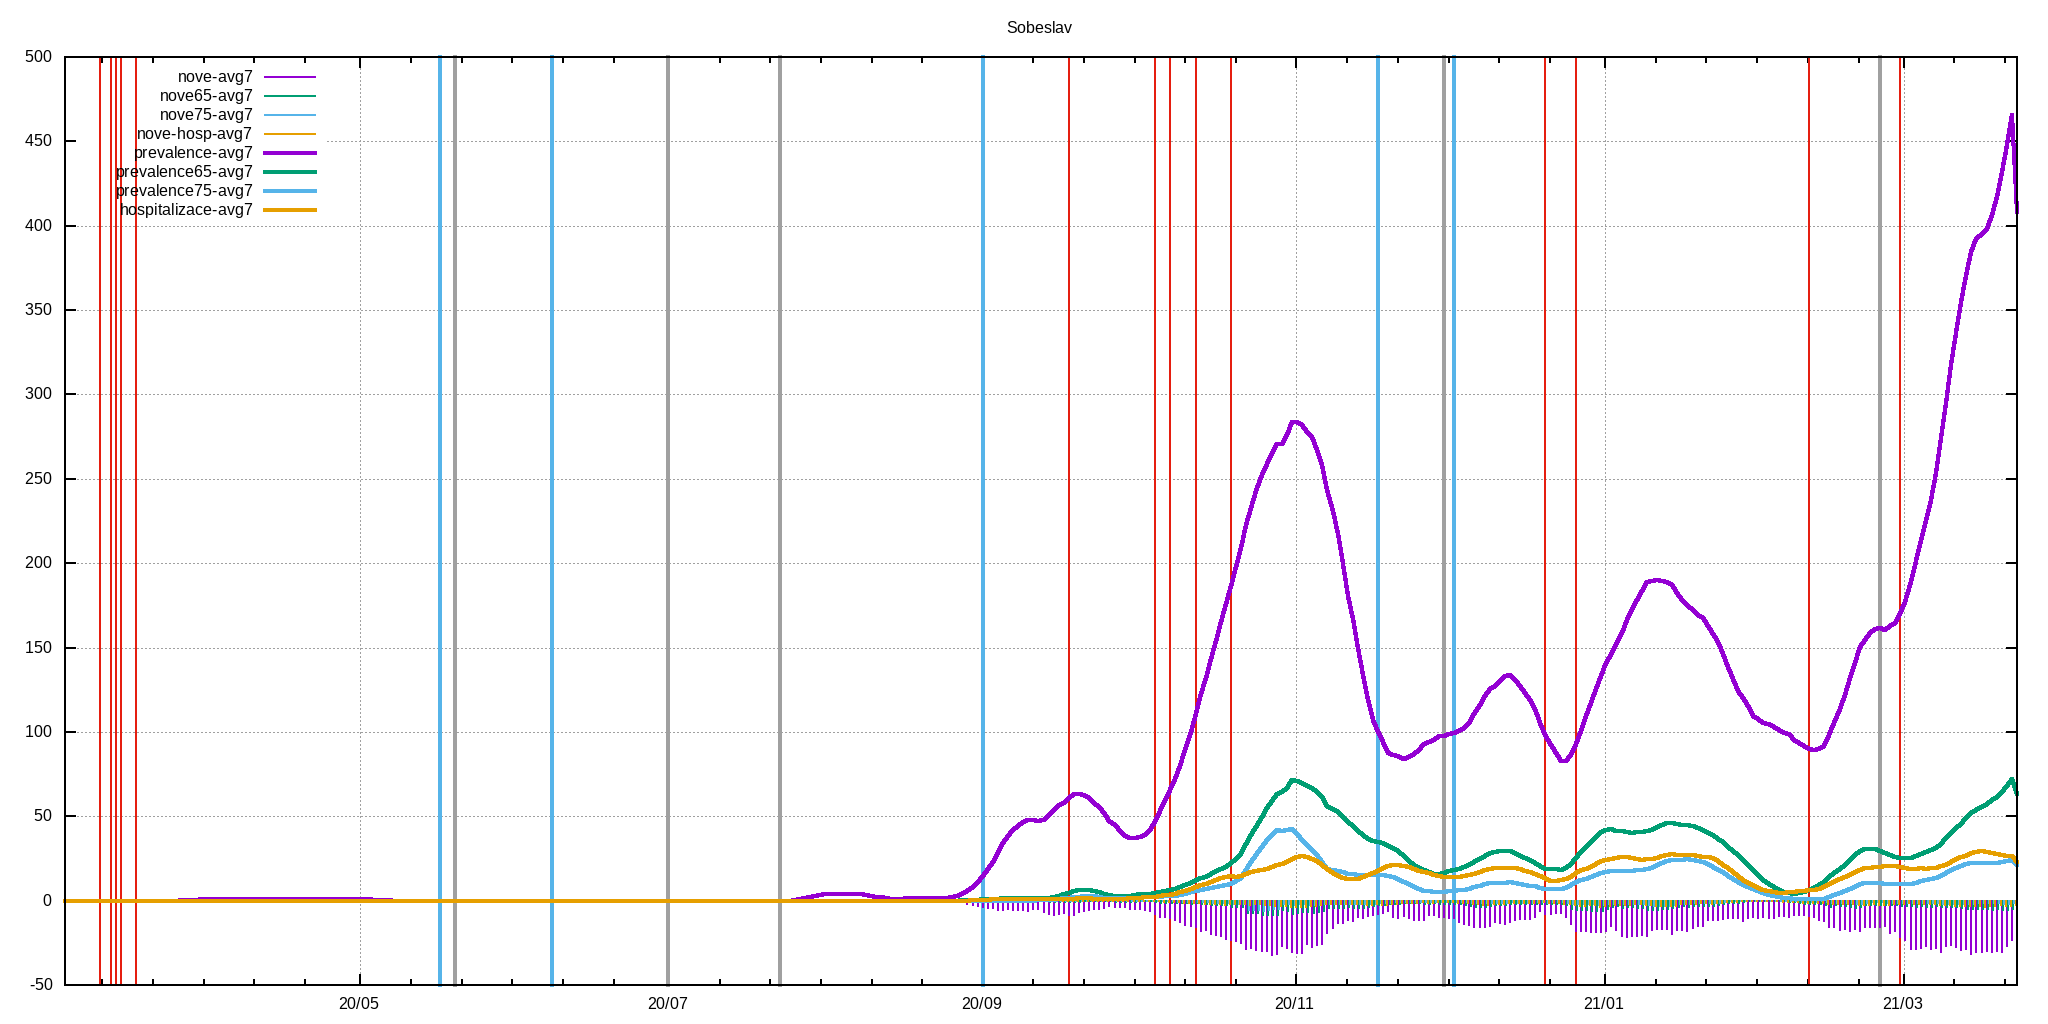 Sobeslav
500
450
400
350
300
250
200
150
100
50
0
-50
nove-avg7
nove65-avg7
nove75-avg7
nove-hosp-avg7
prevalence-avg7
prevalence65-avg7
prevalence75-avg7
hospitalizace-avg7
20/05
20/07
20/09
20/11
21/01
21/03